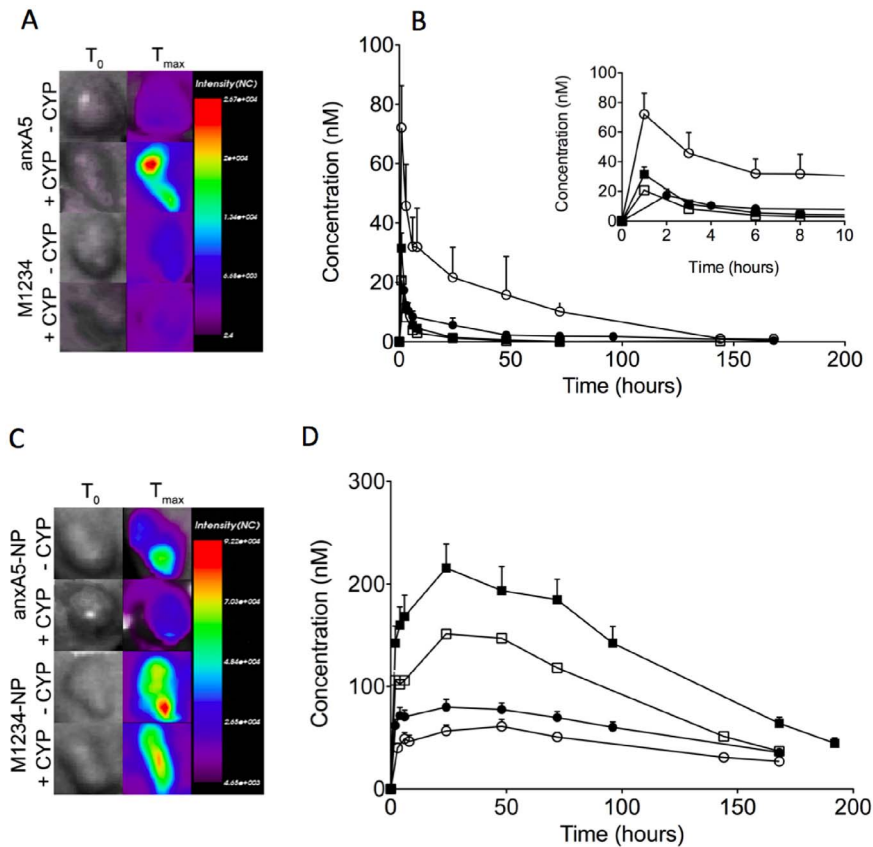 A
T0
Tmax
anxA5
- CYP
+ CYP
M1234
- CYP
+ CYP
Intensity(NC)
2.67e+004
2e+004
1.34e+004
6.68e+003
2.4
B
Concentration (nM)
100
80
60
40
20
0
0
50
100
150
200
Time (hours)
Concentration (nM)
100
80
60
40
20
0
0
2
4
6
8
10
Time (hours)
C
T0
Tmax
anxA5-NP
- CYP
+ CYP
M1234-NP
- CYP
+ CYP
Intensity(NC)
9.22e+004
7.03e+004
4.84e+004
2.65e+004
4.65e+003
D
Concentration (nM)
300
200
100
0
0
50
100
150
200
Time (hours)